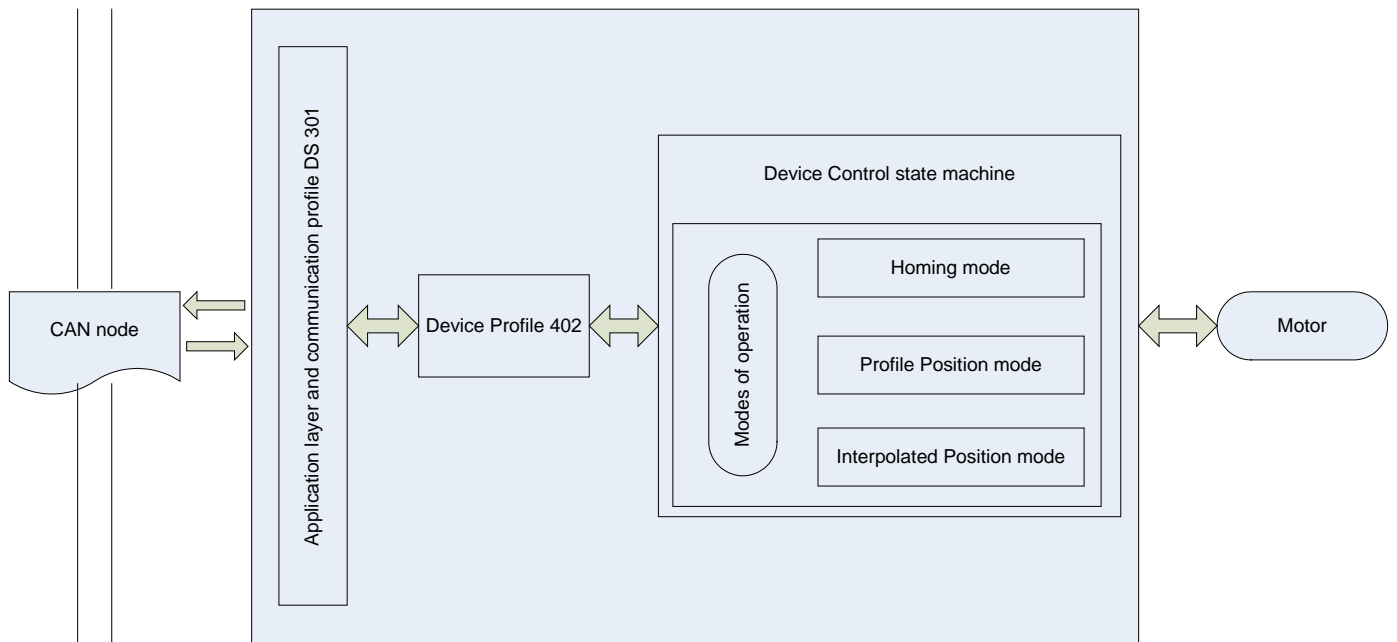 CAN node
Application layer and communication profile DS 301
Device Profile 402
Device Control state machine
Modes of operation
Homing mode
Profile Position mode
Interpolated Position mode
Motor